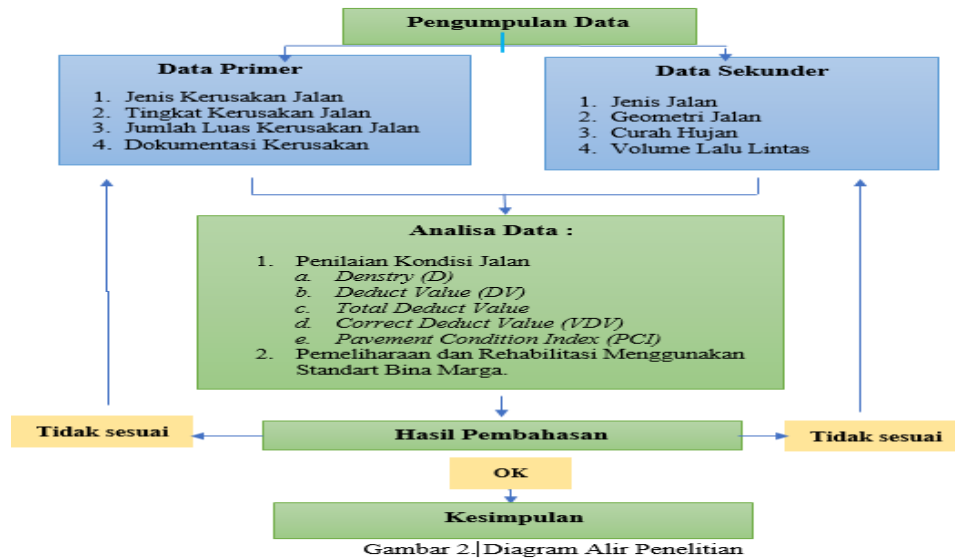 Pengumpulan Data
Data Primer
1. Jenis Kerusakan Jalan
2. Tingkat Kerusakan Jalan
3. Jumlah Luas Kerusakan Jalan
4. Dokumentasi Kerusakan
Data Sekunder
1. Jenis Jalan
2. Geometri Jalan
3. Curah Hujan
4. Volume Lalu Lintas
Analisa Data :
1. Penilaian Kondisi Jalan
a. Denstry (D)
b. Deduct Value (DV)
c. Total Deduct Value
d. Correct Deduct Value (VDV)
e. Pavement Condition Index (PCI)
2. Pemeliharaan dan Rehabilitasi Menggunakan
Standart Bina Marga.
Tidak sesuai
Hasil Pembahasan
Tidak sesuai
OK
Kesimpulan
Gambar 2.|Diagram Alir Penelitian